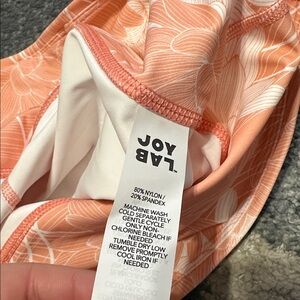 JOY
LAB
™
80% NYLON /
20% SPANDEX
MACHINE WASH
COLD SEPARATELY
GENTLE CYCLE
ONLY NON-
CHLORINE BLEACH IF
NEEDED
TUMBLE DRY LOW
REMOVE PROMPTLY
COOL IRON IF
NEEDED